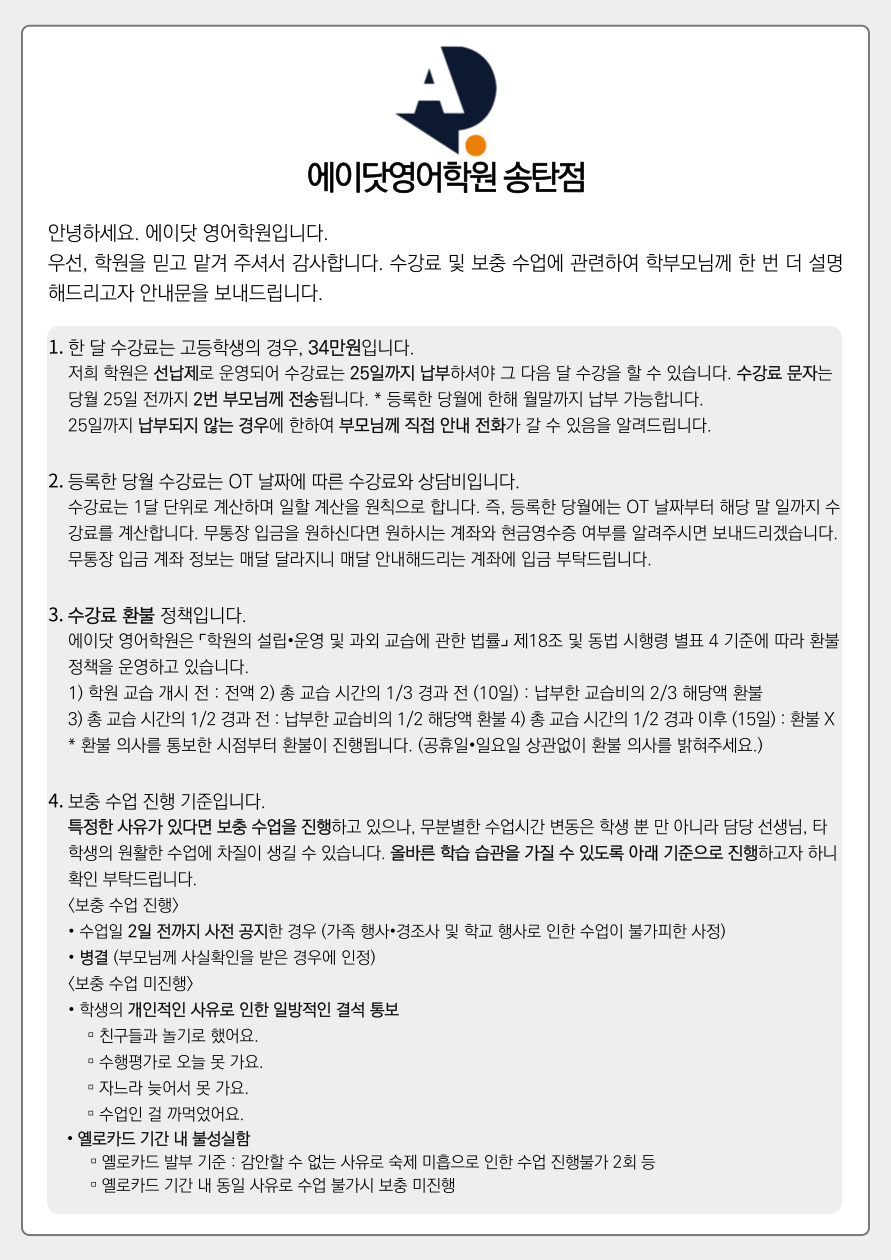 A
에이닷영어학원 송탄점
안녕하세요. 에이닷 영어학원입니다.
우선, 학원을 믿고 맡겨 주셔서 감사합니다. 수강료 및 보충 수업에 관련하여 학부모님께 한 번 더 설명
해드리고자 안내문을 보내드립니다.
1. 한 달 수강료는 고등학생의 경우, 34만원입니다.
저희 학원은 선납제로 운영되어 수강료는 25일까지 납부하셔야 그 다음 달 수강을 할 수 있습니다. 수강료 문자는
당월 25일 전까지 2번 부모님께 전송됩니다. * 등록한 당월에 한해 월말까지 납부 가능합니다.
25일까지 납부되지 않는 경우에 한하여 부모님께 직접 안내 전화가 갈 수 있음을 알려드립니다.
2. 등록한 당월 수강료는 OT 날짜에 따른 수강료와 상담비입니다.
수강료는 1달 단위로 계산하며 일할 계산을 원칙으로 합니다. 즉, 등록한 당월에는 OT 날짜부터 해당 말 일까지 수
강료를 계산합니다. 무통장 입금을 원하신다면 원하시는 계좌와 현금영수증 여부를 알려주시면 보내드리겠습니다.
무통장 입금 계좌 정보는 매달 달라지니 매달 안내해드리는 계좌에 입금 부탁드립니다.
3. 수강료 환불 정책입니다.
에이닷 영어학원은 「학원의 설립•운영 및 과외 교습에 관한 법률」 제18조 및 동법 시행령 별표 4 기준에 따라 환불
정책을 운영하고 있습니다.
1) 학원 교습 개시 전 : 전액 2) 총 교습 시간의 1/3 경과 전 (10일) : 납부한 교습비의 2/3 해당액 환불
3) 총 교습 시간의 1/2 경과 전 : 납부한 교습비의 1/2 해당액 환불 4) 총 교습 시간의 1/2 경과 이후 (15일) : 환불 X
* 환불 의사를 통보한 시점부터 환불이 진행됩니다. (공휴일•일요일 상관없이 환불 의사를 밝혀주세요.)
4. 보충 수업 진행 기준입니다.
특정한 사유가 있다면 보충 수업을 진행하고 있으나, 무분별한 수업시간 변동은 학생 뿐 만 아니라 담당 선생님, 타
학생의 원활한 수업에 차질이 생길 수 있습니다. 올바른 학습 습관을 가질 수 있도록 아래 기준으로 진행하고자 하니
확인 부탁드립니다.
〈보충 수업 진행〉
• 수업일 2일 전까지 사전 공지한 경우 (가족 행사•경조사 및 학교 행사로 인한 수업이 불가피한 사정)
• 병결 (부모님께 사실확인을 받은 경우에 인정)
〈보충 수업 미진행〉
• 학생의 개인적인 사유로 인한 일방적인 결석 통보
▫ 친구들과 놀기로 했어요.
▫ 수행평가로 오늘 못 가요.
▫ 자느라 늦어서 못 가요.
▫ 수업인 걸 까먹었어요.
• 옐로카드 기간 내 불성실함
▫ 옐로카드 발부 기준 : 감안할 수 없는 사유로 숙제 미흡으로 인한 수업 진행불가 2회 등
▫ 옐로카드 기간 내 동일 사유로 수업 불가시 보충 미진행